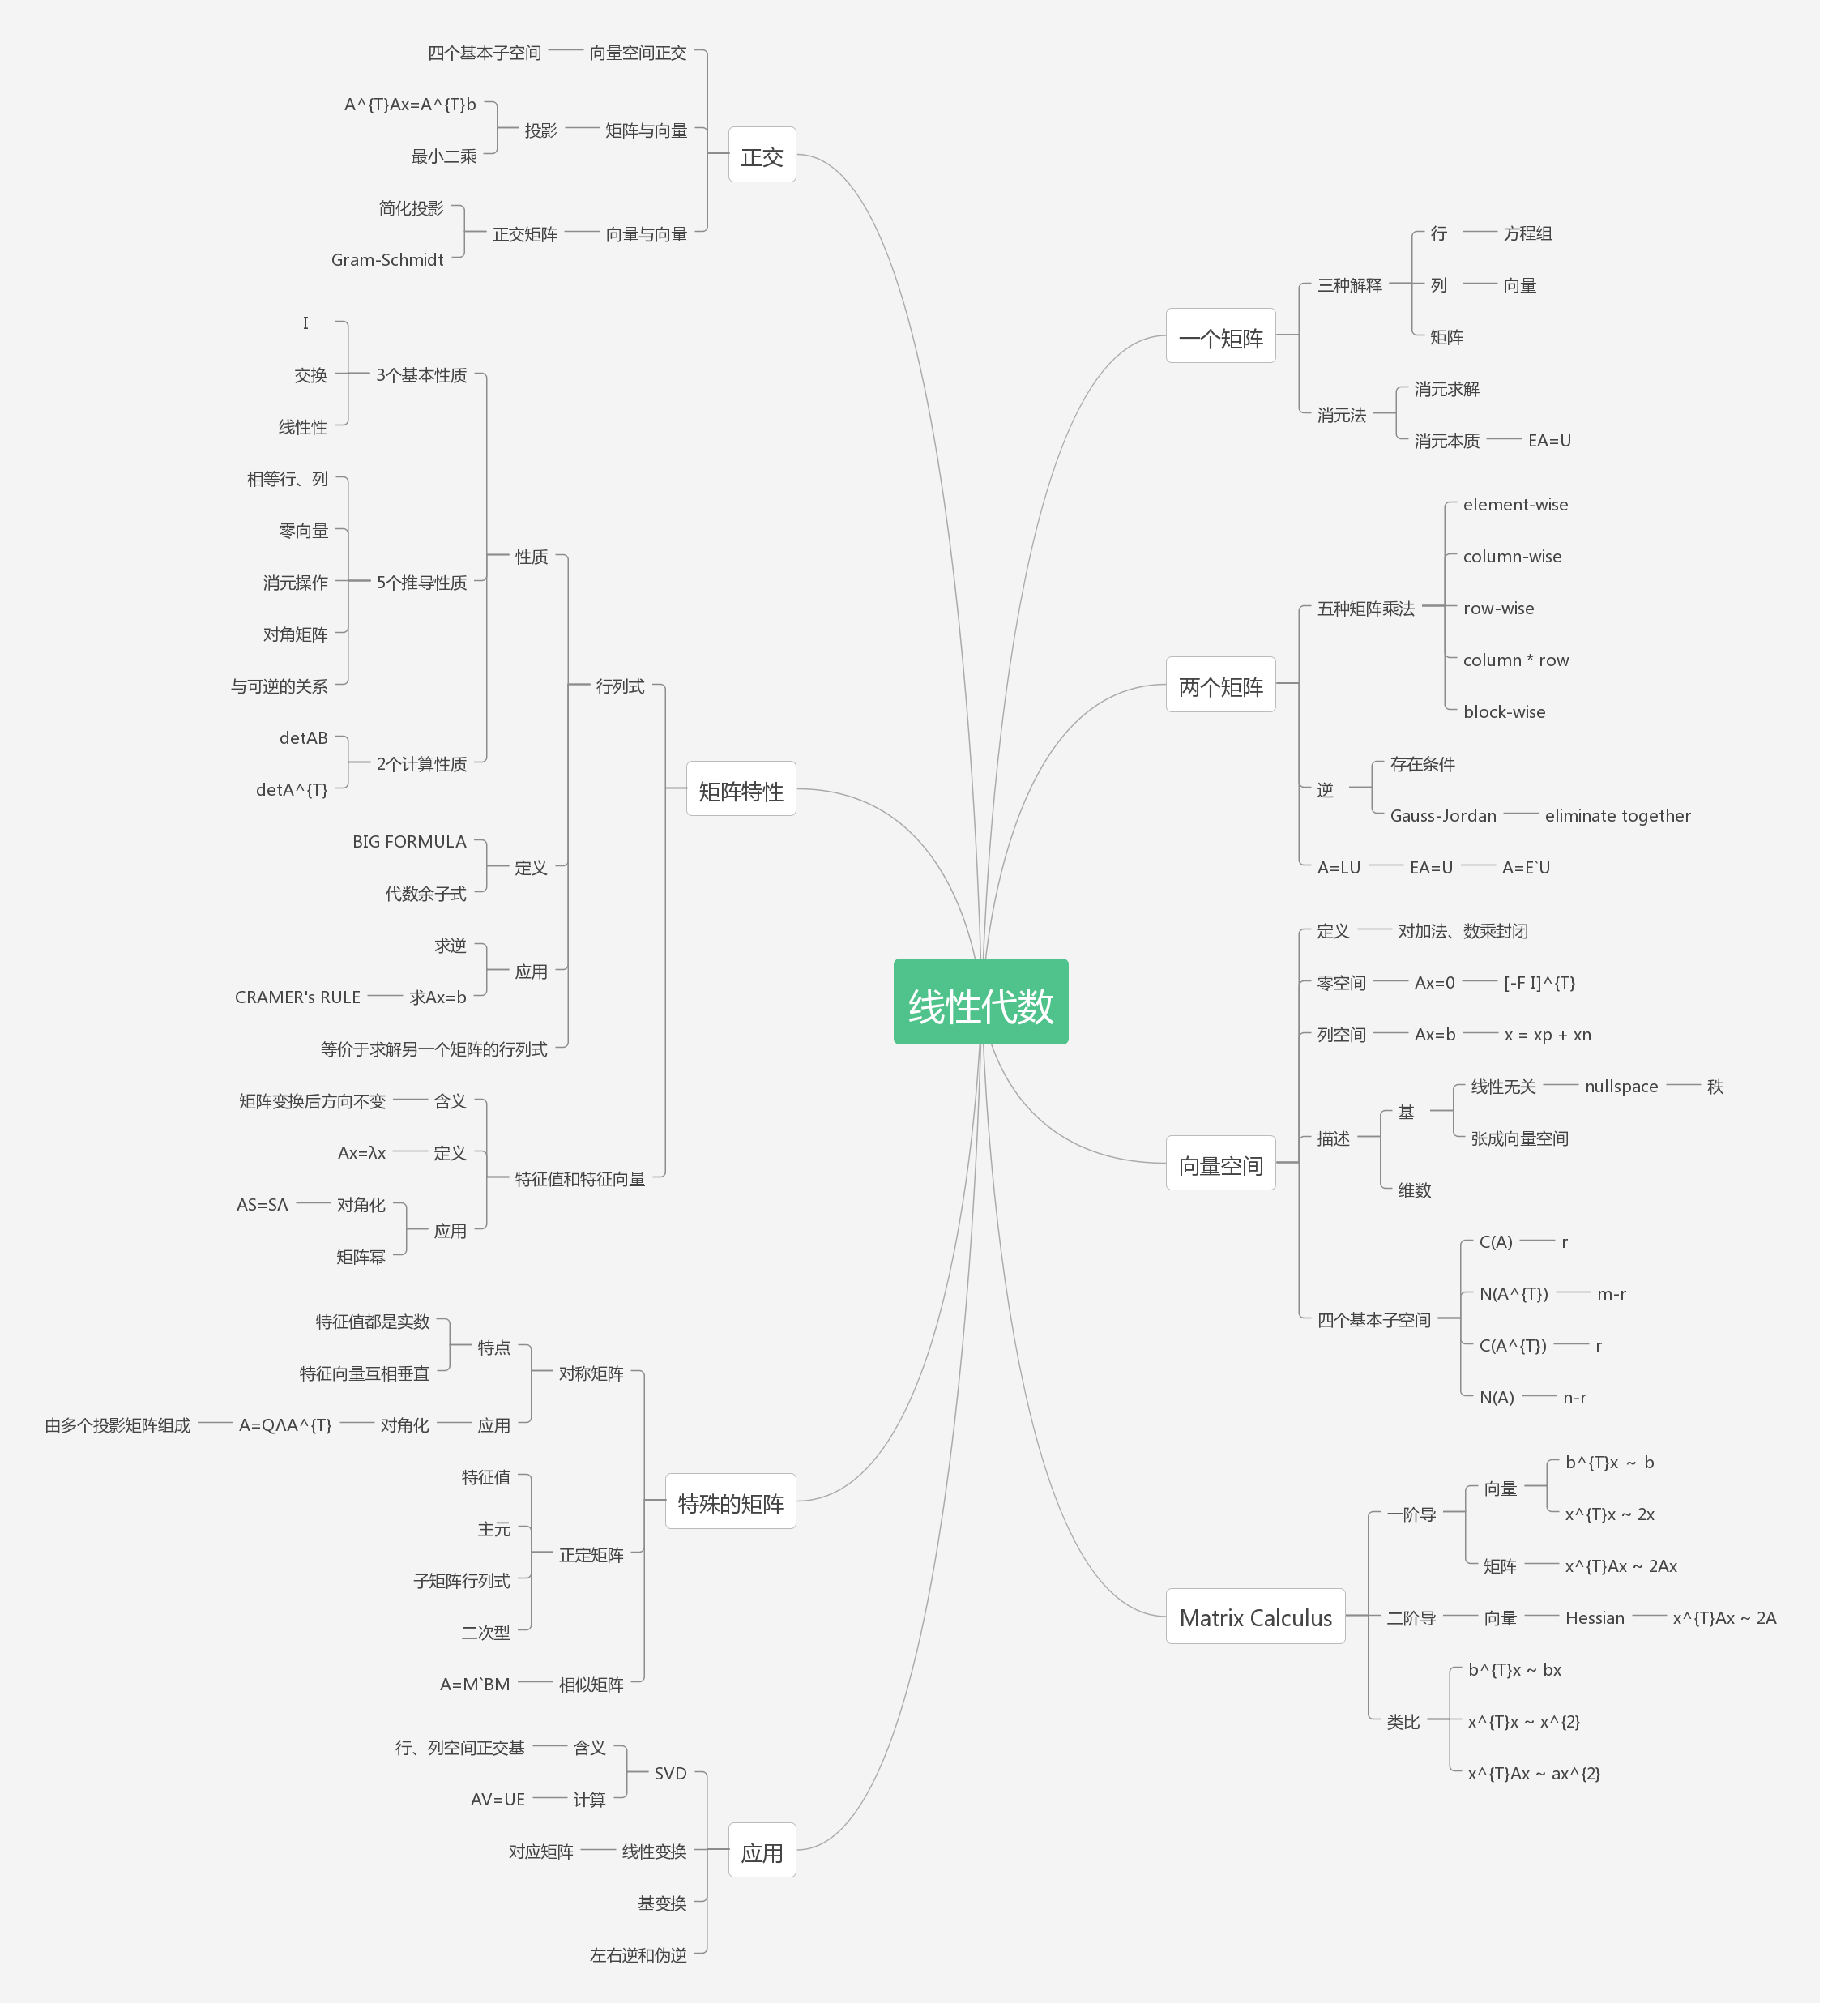 线性代数
一个矩阵
三种解释
行
方程组
列
向量
矩阵
消元法
消元求解
消元本质
EA=U
两个矩阵
五种矩阵乘法
element-wise
column-wise
row-wise
column * row
block-wise
逆
存在条件
Gauss-Jordan
eliminate together
A=LU
EA=U
A=E`U
向量空间
定义
对加法、数乘封闭
零空间
Ax=0
[-F I]^{T}
列空间
Ax=b
x = xp + xn
描述
基
线性无关
nullspace
秩
张成向量空间
维数
四个基本子空间
C(A)
r
N(A^{T})
m-r
C(A^{T})
r
N(A)
n-r
Matrix Calculus
一阶导
向量
b^{T}x ~ b
x^{T}x ~ 2x
矩阵
x^{T}Ax ~ 2Ax
二阶导
向量
Hessian
x^{T}Ax ~ 2A
类比
b^{T}x ~ bx
x^{T}x ~ x^{2}
x^{T}Ax ~ ax^{2}
正交
向量空间正交
四个基本子空间
矩阵与向量
投影
A^{T}Ax=A^{T}b
最小二乘
向量与向量
正交矩阵
简化投影
Gram-Schmidt
矩阵特性
行列式
性质
3个基本性质
I
交换
线性性
5个推导性质
相等行、列
零向量
消元操作
对角矩阵
与可逆的关系
2个计算性质
detAB
detA^{T}
定义
BIG FORMULA
代数余子式
应用
求逆
求Ax=b
CRAMER's RULE
等价于求解另一个矩阵的行列式
特征值和特征向量
含义
矩阵变换后方向不变
定义
Ax=λx
应用
对角化
AS=SΛ
矩阵幂
特殊的矩阵
对称矩阵
特点
特征值都是实数
特征向量互相垂直
应用
对角化
A=QΛA^{T}
由多个投影矩阵组成
正定矩阵
特征值
主元
子矩阵行列式
二次型
相似矩阵
A=M`BM
应用
SVD
含义
行、列空间正交基
计算
AV=UE
线性变换
对应矩阵
基变换
左右逆和伪逆